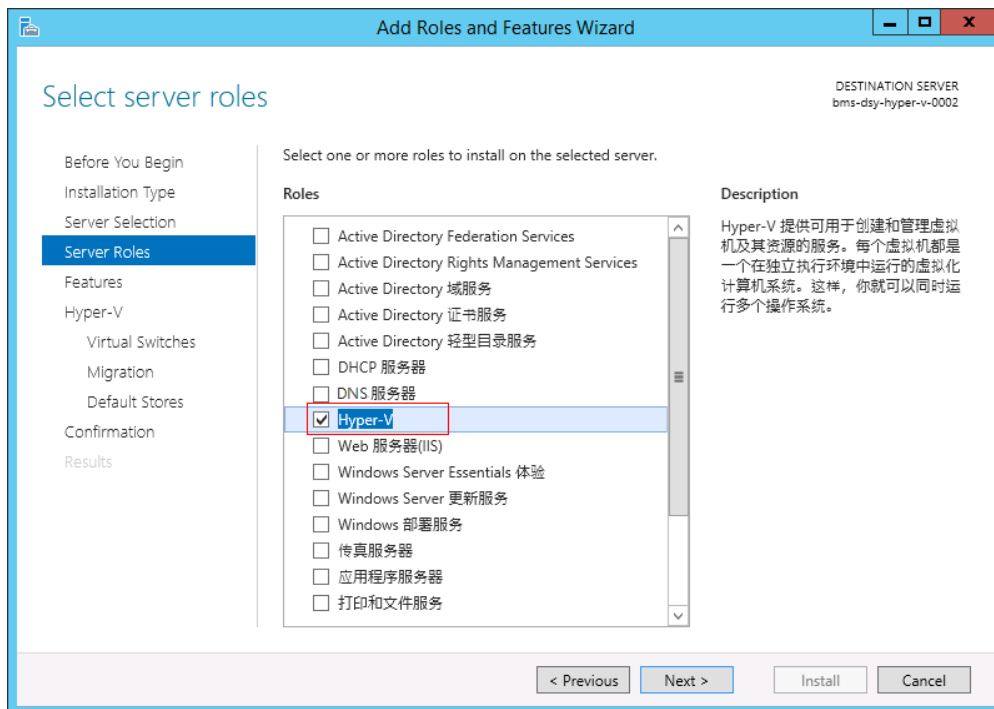 Add Roles and Features Wizard
Select server roles
DESTINATION SERVER
bms-dsy-hyper-v-0002
Before You Begin
Installation Type
Server Selection
Server Roles
Features
Hyper-V
Virtual Switches
Migration
Default Stores
Confirmation
Results
Select one or more roles to install on the selected server.
Roles
Active Directory Federation Services
Active Directory Rights Management Services
Active Directory 域服务
Active Directory 证书服务
Active Directory 轻型目录服务
DHCP 服务器
DNS 服务器
Hyper-V
Web 服务器(IIS)
Windows Server Essentials 体验
Windows Server 更新服务
Windows 部署服务
传真服务器
应用程序服务器
打印和文件服务
Description
Hyper-V 提供可用于创建和管理虚拟
机及其资源的服务。每个虚拟机都是
一个在独立执行环境中运行的虚拟化
计算机系统。这样，你就可以同时运
行多个操作系统。
< Previous
Next >
Install
Cancel